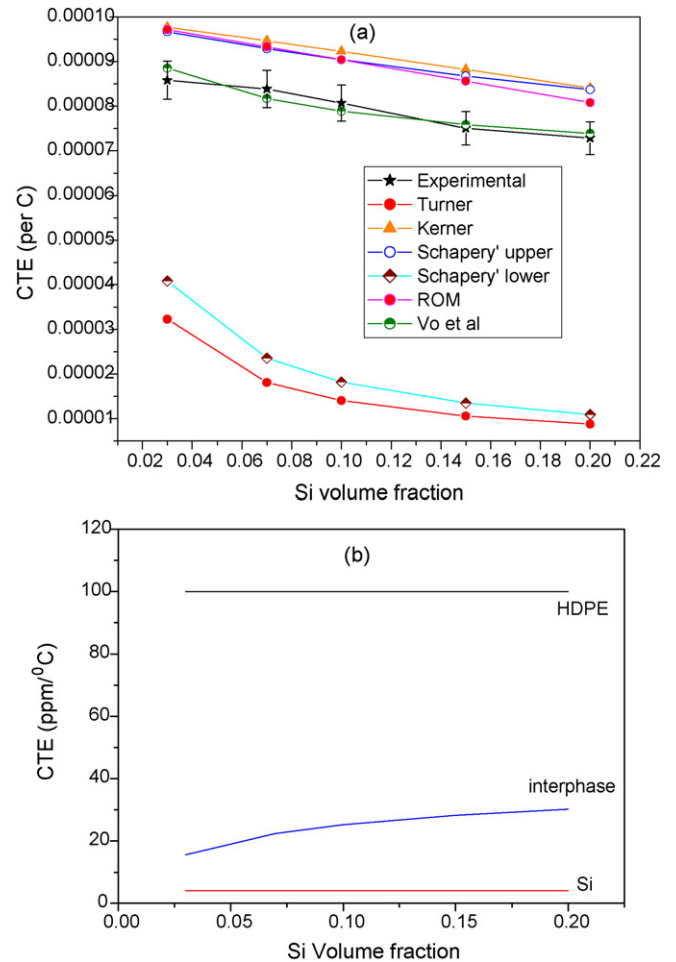 (a)
0.00010
0.00009
0.00008
0.00007
0.00006
0.00005
0.00004
0.00003
0.00002
0.00001
CTE (per C)
Experimental
Turner
Kerner
Schapery' upper
Schapery' lower
ROM
Vo et al
0.02 0.04 0.06 0.08 0.10 0.12 0.14 0.16 0.18 0.20 0.22
Si volume fraction
(b)
120
100
80
60
40
20
0
CTE (ppm/⁰C)
HDPE
interphase
Si
0.00 0.05 0.10 0.15 0.20
Si Volume fraction